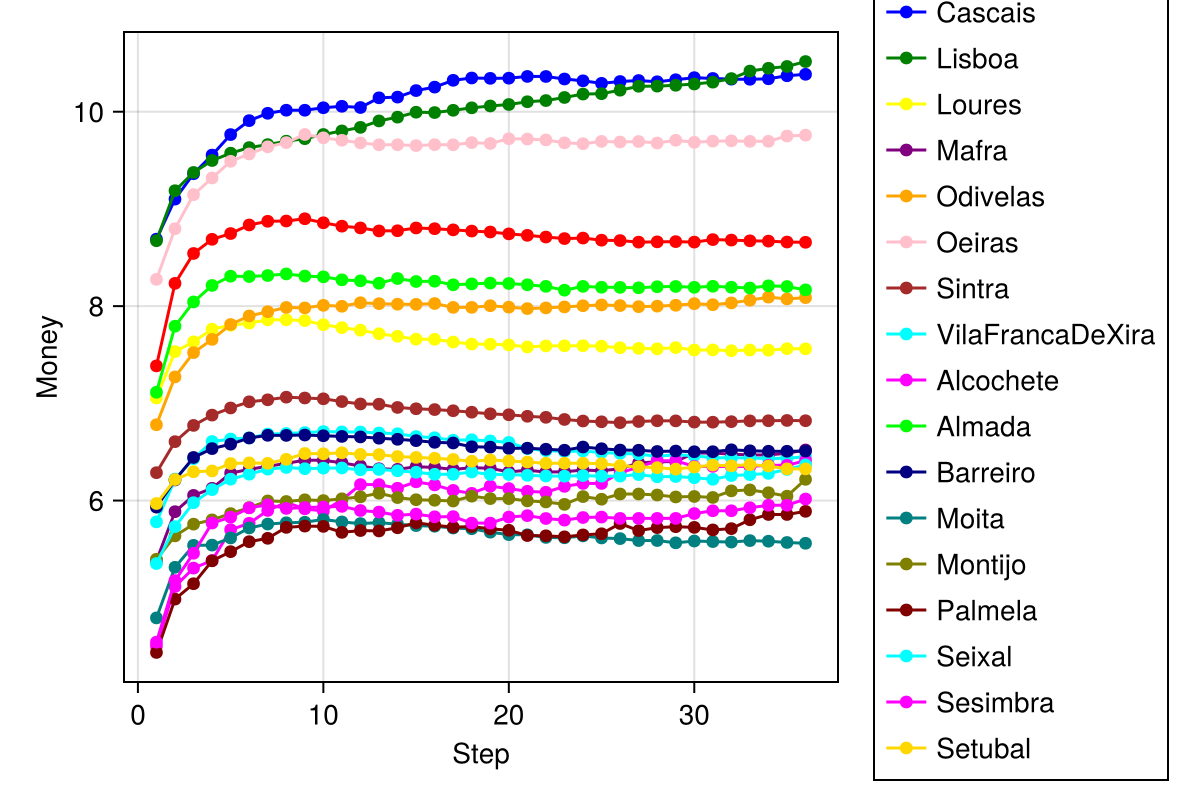 Money
10
8
6
0
10
20
30
Step
Cascais
Lisboa
Loures
Mafra
Odivelas
Oeiras
Sintra
VilaFrancaDeXira
Alcochete
Almada
Barreiro
Moita
Montijo
Palmela
Seixal
Sesimbra
Setubal